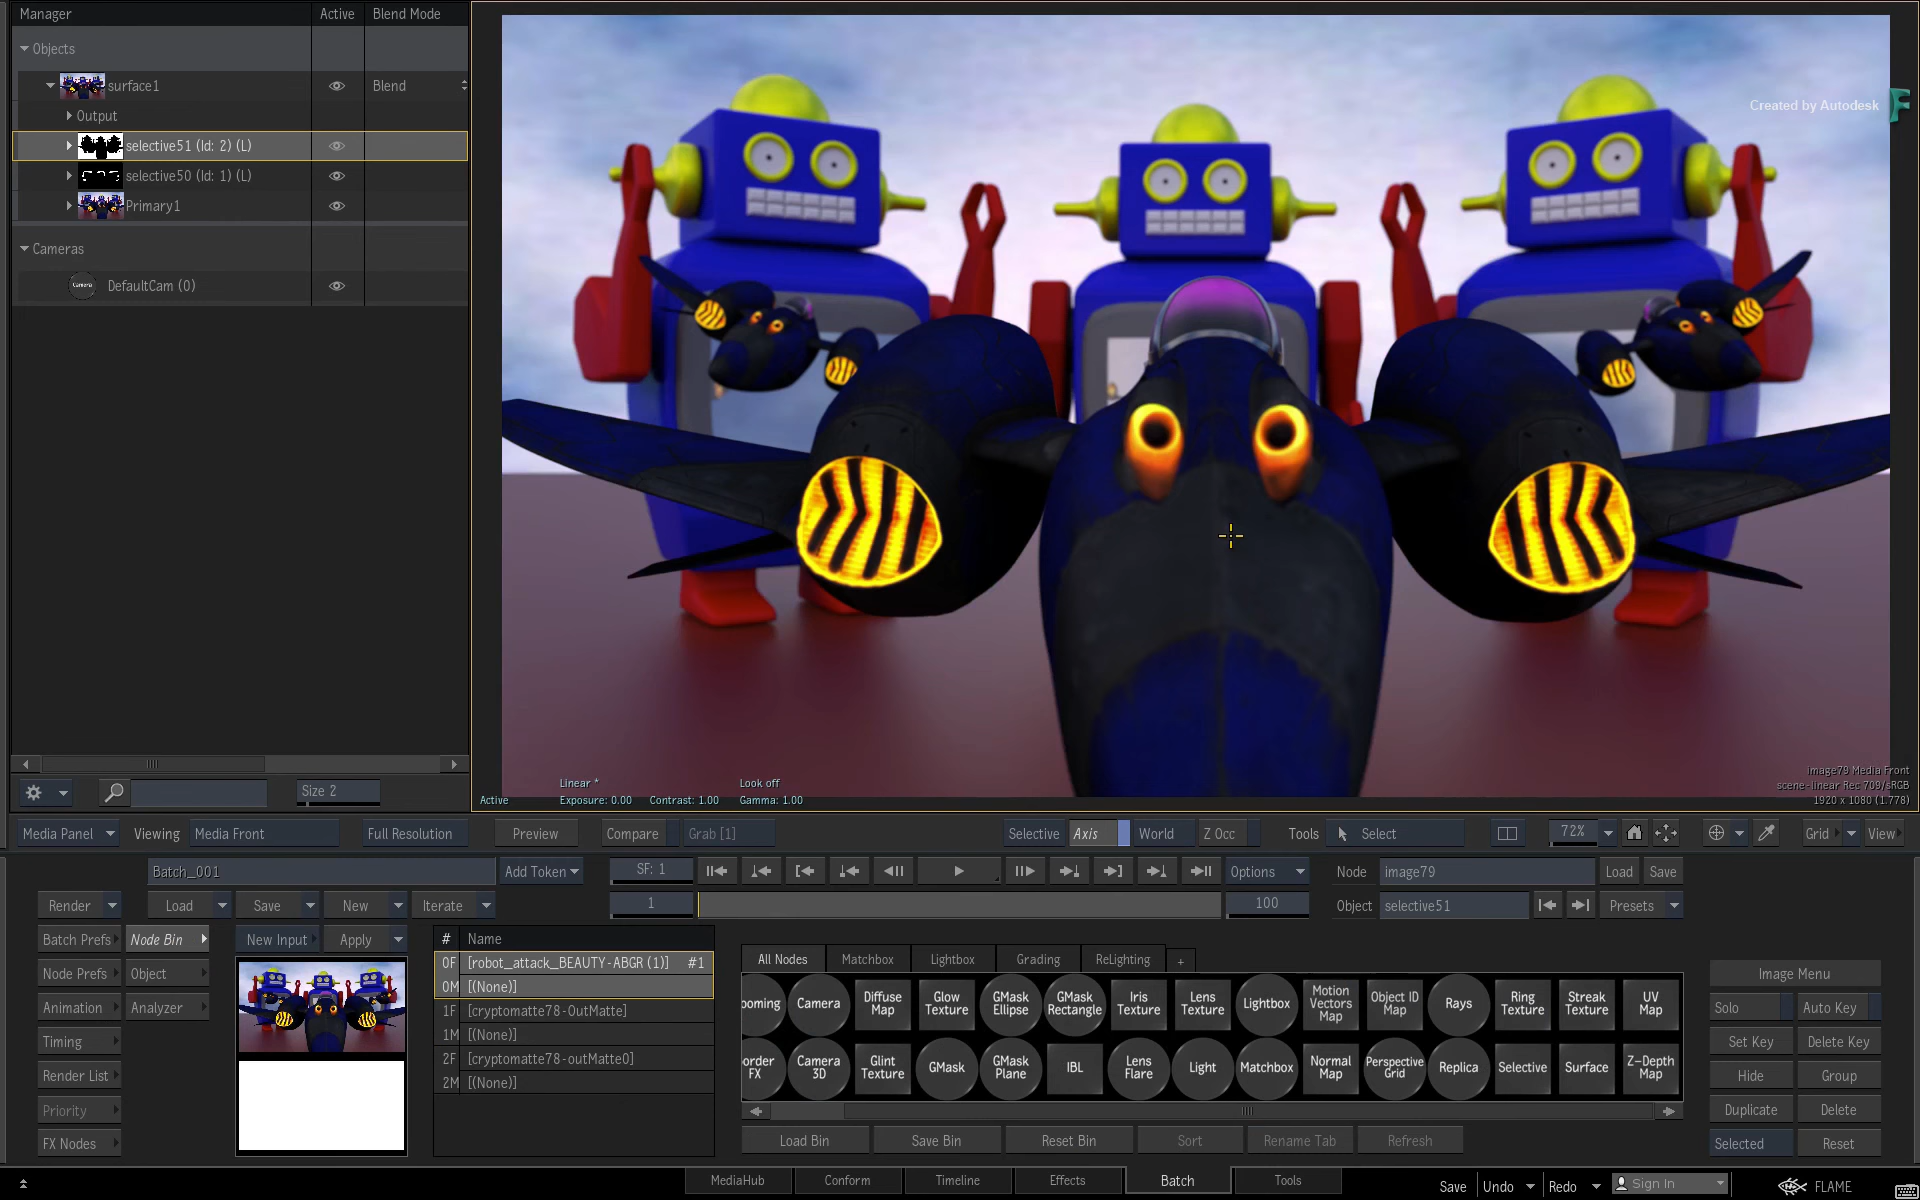 Manager Active Blend Mode
Objects
surface1 Blend
Output
selective51 (Id: 2) (L)
selective50 (Id: 1) (L)
Primary1
Cameras
Camera DefaultCam (0)
Size 2
Created by Autodesk
Linear * Look off
Active Exposure: 0.00 Contrast: 1.00 Gamma: 1.00
image79 Media Front
scene-linear Rec 709/sRGB
1920 x 1080 (1.778)
Media Panel Viewing Media Front Full Resolution Preview Compare Grab [1] Selective Axis World Z Occ Tools Select 72% Grid View
Batch_001 Add Token SF: 1 Options Node image79 Load Save
Render Load Save New Iterate 1 100 Object selective51 Presets
Batch Prefs Node Bin New Input Apply
Node Prefs Object
Animation Analyzer
Timing
Render List
Priority
FX Nodes
# Name
0F [robot_attack_BEAUTY-ABGR (1)] #1
0M [(None)]
1F [cryptomatte78-OutMatte]
1M [(None)]
2F [cryptomatte78-outMatte0]
2M [(None)]
All Nodes Matchbox Lightbox Grading ReLighting +
ooming Camera Diffuse Map Glow Texture GMask Ellipse GMask Rectangle Iris Texture Lens Texture Lightbox Motion Vectors Map Object ID Map Rays Ring Texture Streak Texture UV Map
order FX Camera 3D Glint Texture GMask GMask Plane IBL Lens Flare Light Matchbox Normal Map Perspective Grid Replica Selective Surface Z-Depth Map
Load Bin Save Bin Reset Bin Sort Rename Tab Refresh
Image Menu
Solo Auto Key
Set Key Delete Key
Hide Group
Duplicate Delete
Selected Reset
MediaHub Conform Timeline Effects Batch Tools Save Undo Redo Sign In FLAME